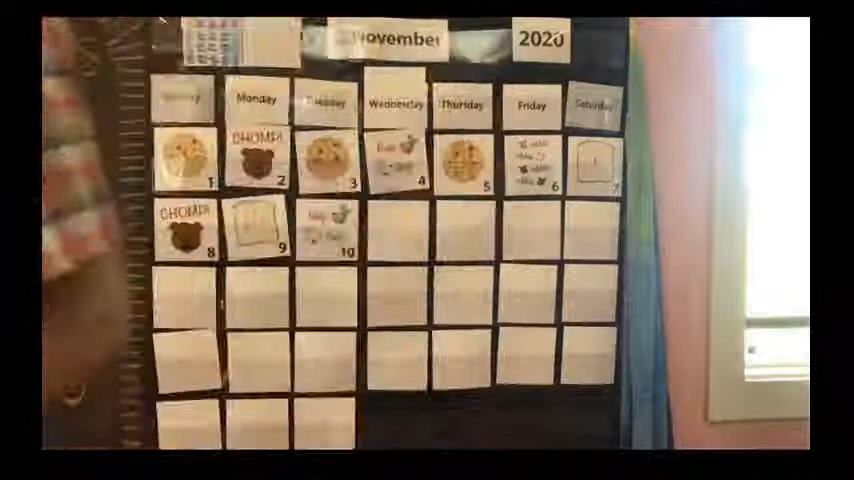 November 2020
Monday Tuesday Wednesday Thursday Friday Saturday
1 CHOMP! 2 3 4 5 6 7
CHOMP! 8 9 10